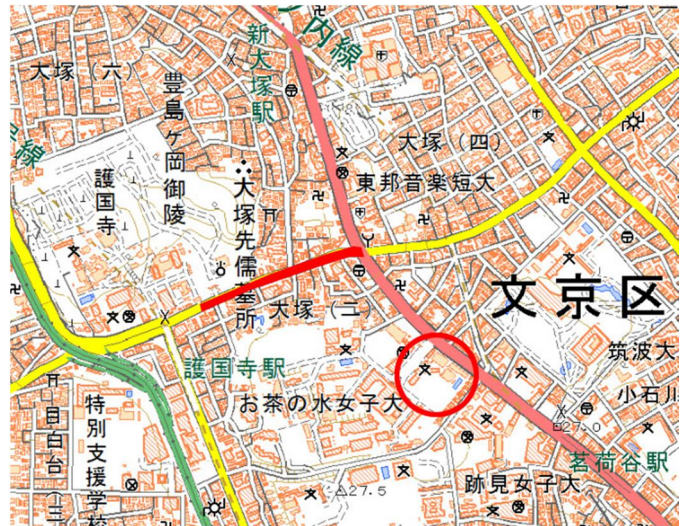 新大塚駅
内線
大塚(六)
豊島ヶ岡御陵
大塚(四)
東邦音楽短大
内線
護国寺
大塚先儒墓所
大塚(二)
文京区
筑波大
護国寺駅
お茶の水女子大
小石川
27.0
特別支援学校
目白台(三
茗荷谷駅
27.5
跡見女子大